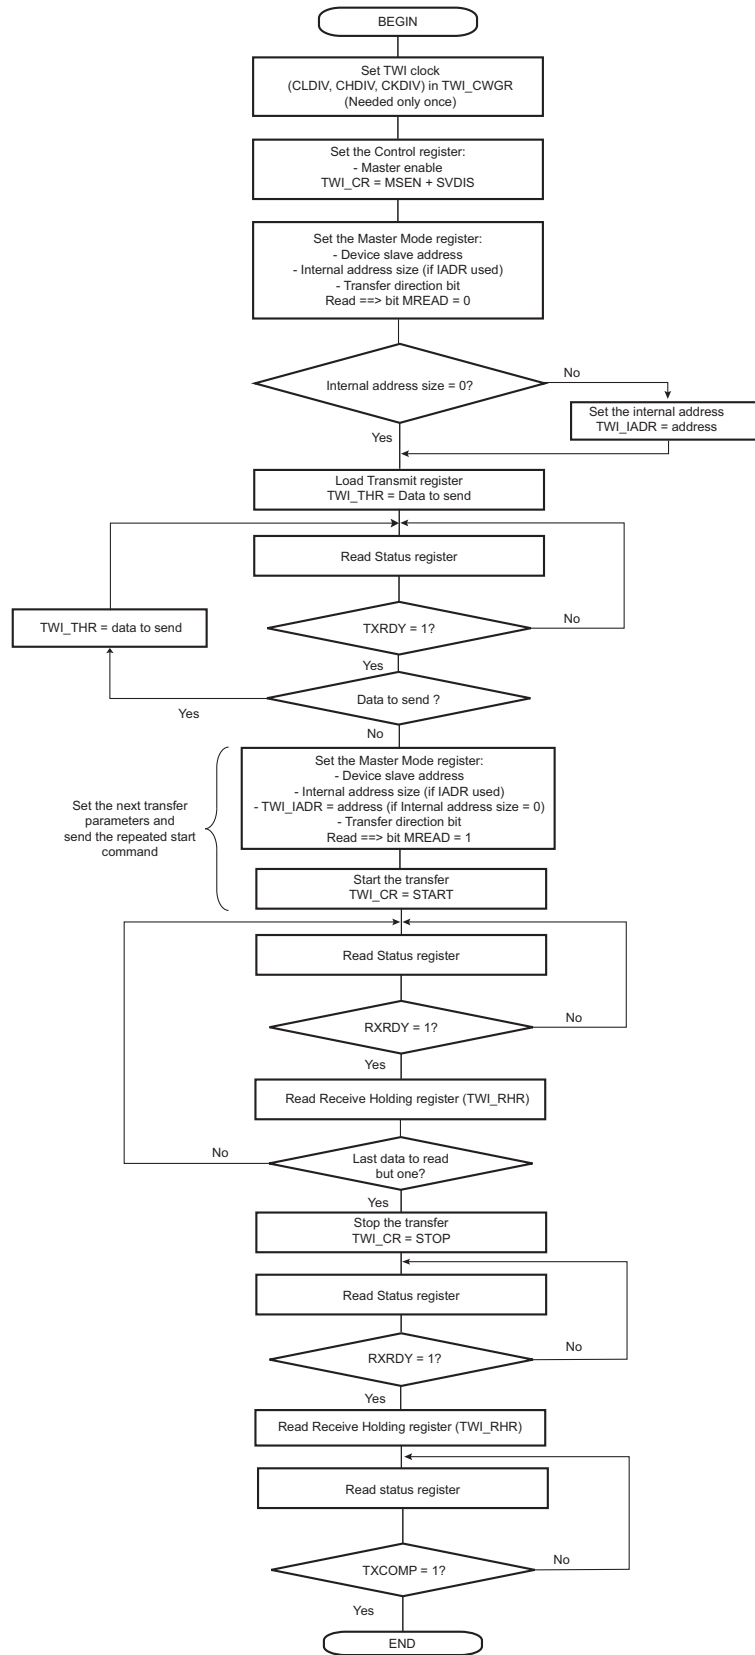 BEGIN
Set TWI clock
(CLDIV, CHDIV, CKDIV) in TWI_CWGR
(Needed only once)
Set the Control register:
- Master enable
TWI_CR = MSEN + SVDIS
Set the Master Mode register:
- Device slave address
- Internal address size (if IADR used)
- Transfer direction bit
Read ==> bit MREAD = 0
Internal address size = 0?
No
Set the internal address
TWI_IADR = address
Yes
Load Transmit register
TWI_THR = Data to send
Read Status register
TWI_THR = data to send
TXRDY = 1?
No
Yes
Data to send ?
Yes
No
Set the next transfer
parameters and
send the repeated start
command
Set the Master Mode register:
- Device slave address
- Internal address size (if IADR used)
- TWI_IADR = address (if Internal address size = 0)
- Transfer direction bit
Read ==> bit MREAD = 1
Start the transfer
TWI_CR = START
Read Status register
RXRDY = 1?
No
Yes
Read Receive Holding register (TWI_RHR)
No
Last data to read
but one?
Yes
Stop the transfer
TWI_CR = STOP
Read Status register
RXRDY = 1?
No
Yes
Read Receive Holding register (TWI_RHR)
Read status register
TXCOMP = 1?
No
Yes
END